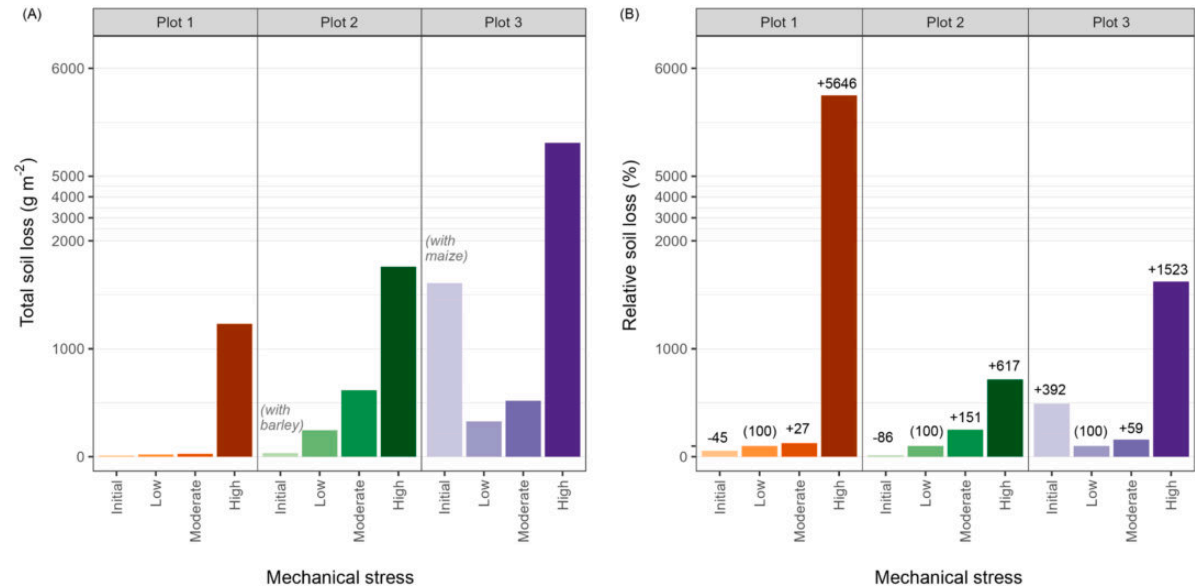 (A)
Plot 1
Plot 2
Plot 3
Total soil loss (g m⁻²)
6000
5000
4000
3000
2000
1000
0
(with
barley)
(with
maize)
Initial
Low
Moderate
High
Initial
Low
Moderate
High
Initial
Low
Moderate
High
Mechanical stress
(B)
Plot 1
Plot 2
Plot 3
Relative soil loss (%)
6000
1000
0
-45
(100)
+27
+5646
-86
(100)
+151
+617
+392
(100)
+59
+1523
Initial
Low
Moderate
High
Initial
Low
Moderate
High
Initial
Low
Moderate
High
Mechanical stress
5000
4000
3000
2000